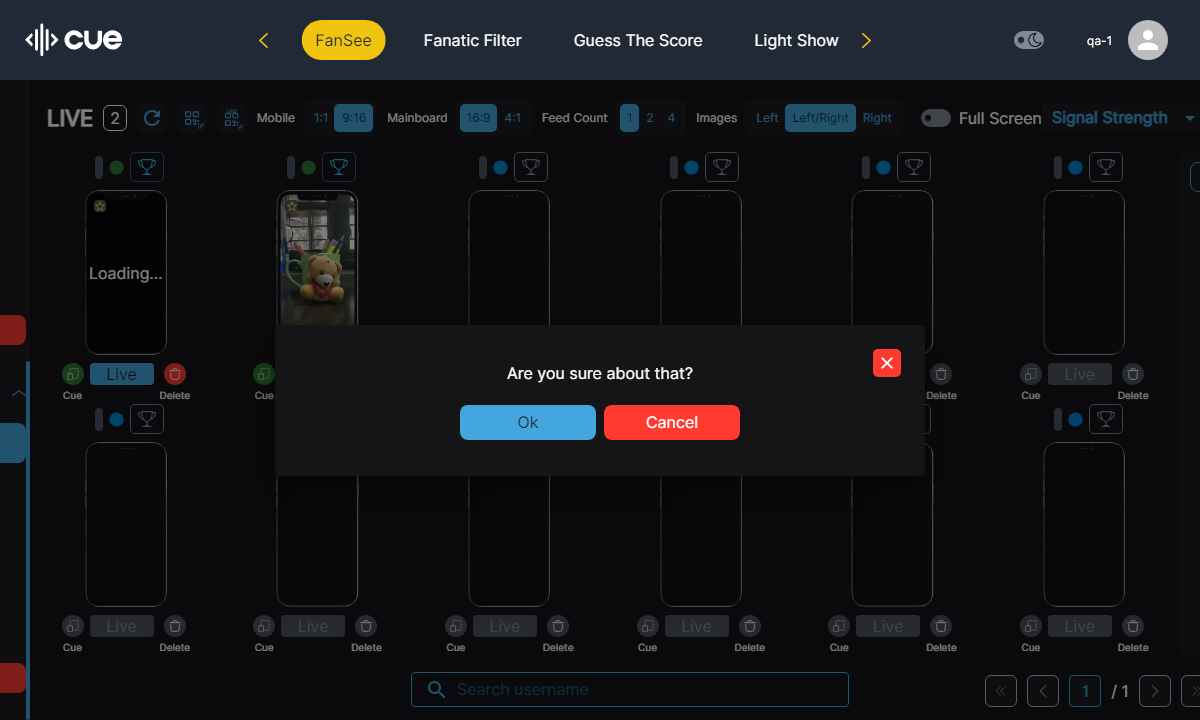 cue
FanSee
Fanatic Filter
Guess The Score
Light Show
qa-1
LIVE 2
Mobile 1:1 9:16
Mainboard 16:9 4:1
Feed Count 1 2 4
Images Left Left/Right Right
Full Screen
Signal Strength
Loading...
Live
Live
Cue Delete
Cue
Delete
Cue Delete
Are you sure about that?
Ok
Cancel
Live
Live
Live
Live
Live
Live
Cue Delete
Cue Delete
Cue Delete
Cue Delete
Cue Delete
Cue Delete
Search username
1 / 1